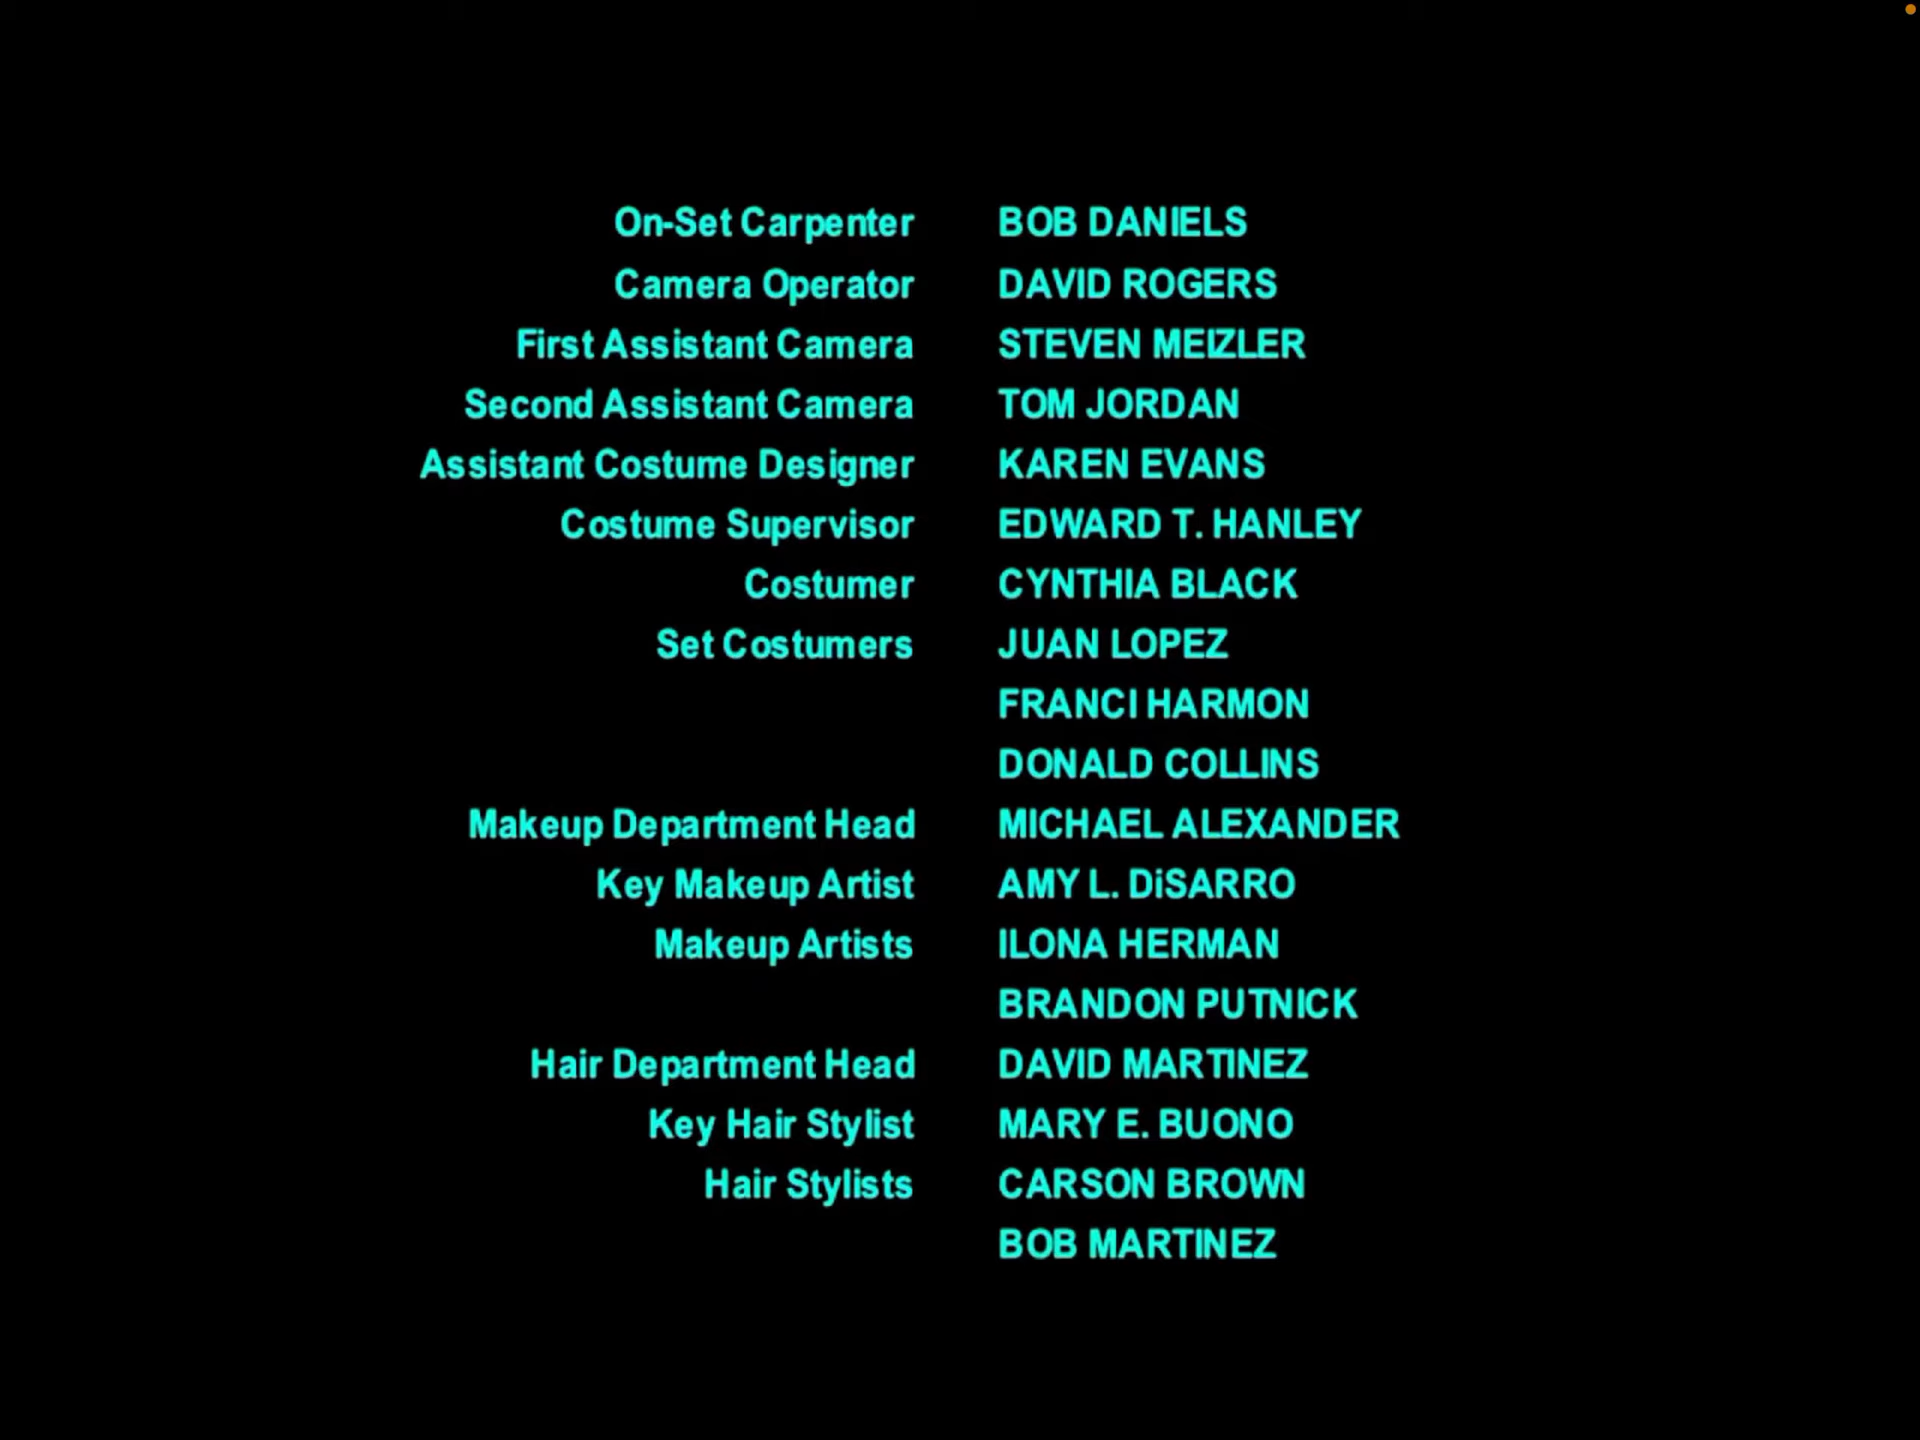 On-Set Carpenter BOB DANIELS
Camera Operator DAVID ROGERS
First Assistant Camera STEVEN MEIZLER
Second Assistant Camera TOM JORDAN
Assistant Costume Designer KAREN EVANS
Costume Supervisor EDWARD T. HANLEY
Costumer CYNTHIA BLACK
Set Costumers JUAN LOPEZ
FRANCI HARMON
DONALD COLLINS
Makeup Department Head MICHAEL ALEXANDER
Key Makeup Artist AMY L. DiSARRO
Makeup Artists ILONA HERMAN
BRANDON PUTNICK
Hair Department Head DAVID MARTINEZ
Key Hair Stylist MARY E. BUONO
Hair Stylists CARSON BROWN
BOB MARTINEZ